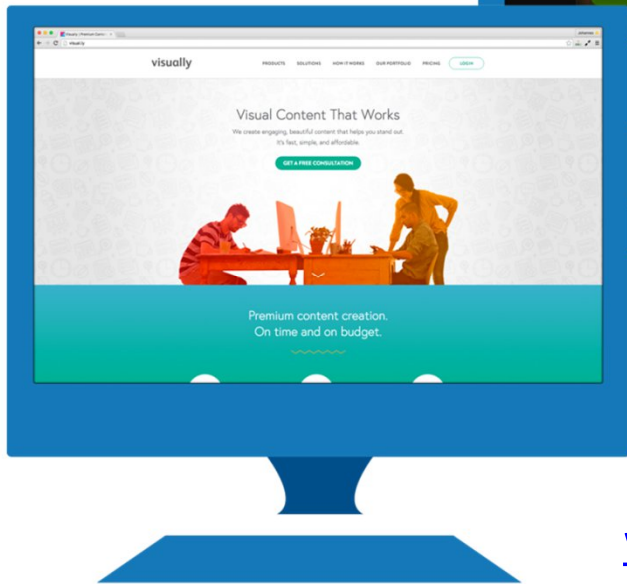 visually
PRODUCTS SOLUTIONS HOW IT WORKS OUR PORTFOLIO PRICING LOGIN
Visual Content That Works
We create engaging, beautiful content that helps you stand out.
It's fast, simple, and affordable.
GET A FREE CONSULTATION
Premium content creation.
On time and on budget.